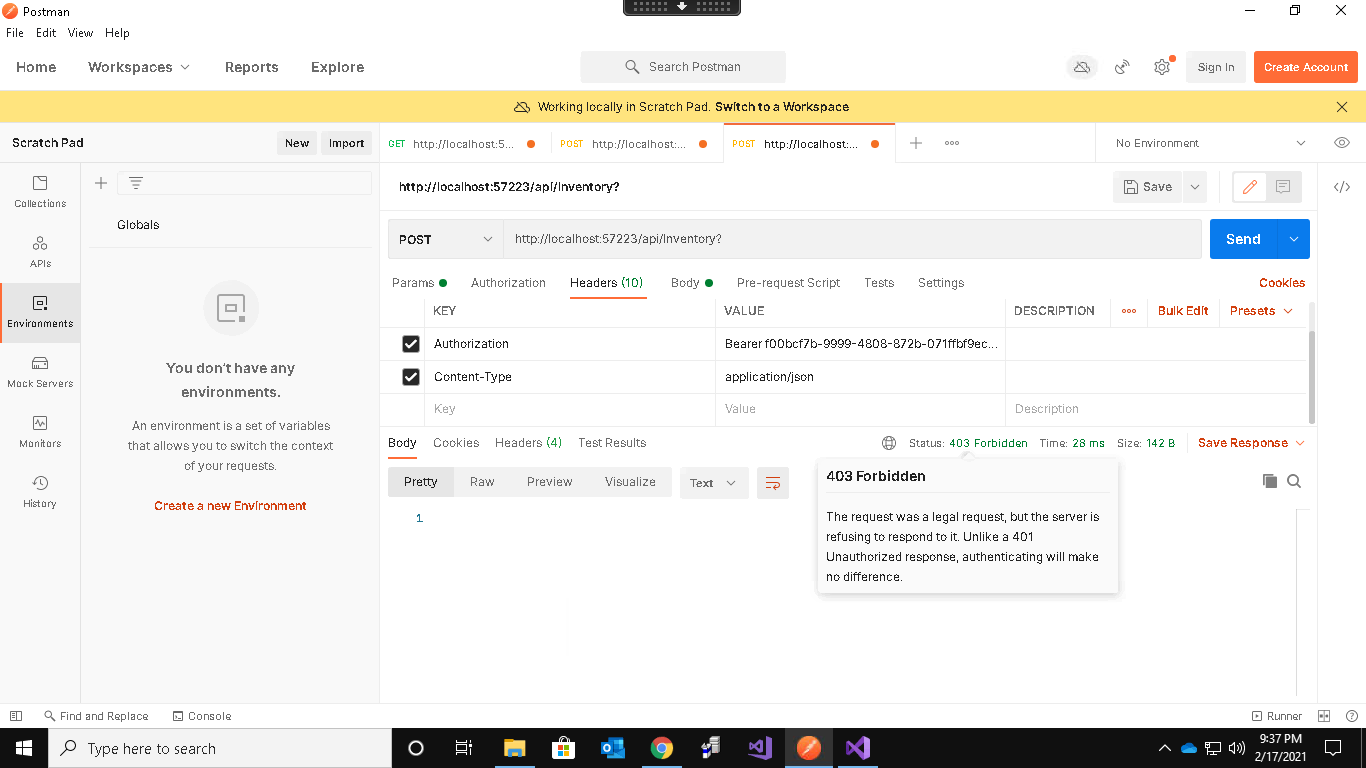 Postman
File Edit View Help
Home Workspaces Reports Explore
Search Postman
Sign In
Create Account
Working locally in Scratch Pad. Switch to a Workspace
Scratch Pad
New
Import
GET http://localhost:5...
POST http://localhost:...
POST http://localhost:...
No Environment
Collections
APIs
Environments
Mock Servers
Monitors
History
Globals
You don't have any
environments.
An environment is a set of variables
that allows you to switch the context
of your requests.
Create a new Environment
http://localhost:57223/api/Inventory?
Save
POST
http://localhost:57223/api/Inventory?
Send
Params Authorization Headers (10) Body Pre-request Script Tests Settings
Cookies
KEY VALUE DESCRIPTION Bulk Edit Presets
Authorization Bearer f00bcf7b-9999-4808-872b-071ffbf9ec...
Content-Type application/json
Key Value Description
Body Cookies Headers (4) Test Results
Status: 403 Forbidden Time: 28 ms Size: 142 B Save Response
Pretty Raw Preview Visualize Text
1
403 Forbidden
The request was a legal request, but the server is
refusing to respond to it. Unlike a 401
Unauthorized response, authenticating will make
no difference.
Find and Replace Console
Runner
Type here to search
9:37 PM
2/17/2021